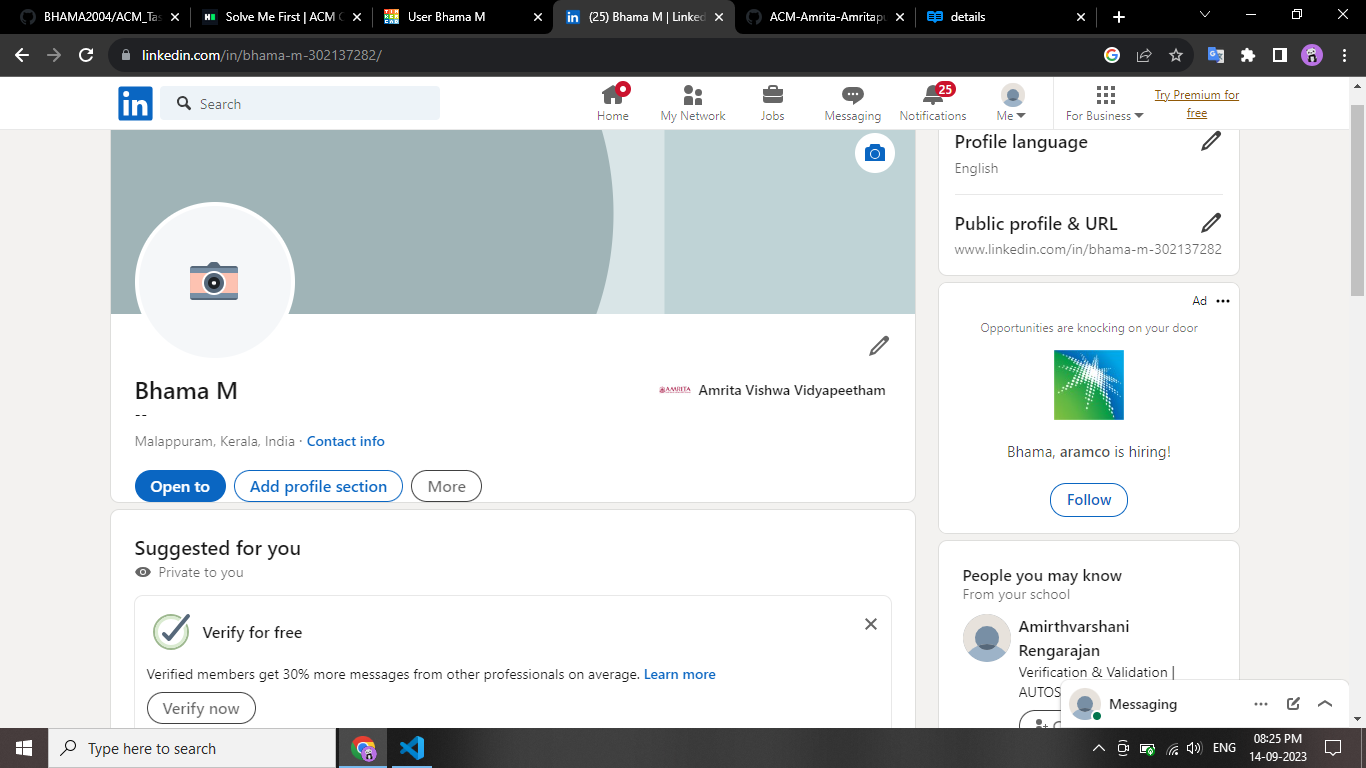 BHAMA2004/ACM_Tas
Solve Me First | ACM C
User Bhama M
(25) Bhama M | Linked
ACM-Amrita-Amritapu
details
linkedin.com/in/bhama-m-302137282/
in
Search
Home
My Network
Jobs
Messaging
25
Notifications
Me
For Business
Try Premium for
free
Bhama M
--
AMRITA
Amrita Vishwa Vidyapeetham
Malappuram, Kerala, India · Contact info
Open to
Add profile section
More
Suggested for you
Private to you
Verify for free
Verified members get 30% more messages from other professionals on average. Learn more
Verify now
Profile language
English
Public profile & URL
www.linkedin.com/in/bhama-m-302137282
Ad
Opportunities are knocking on your door
Bhama, aramco is hiring!
Follow
People you may know
From your school
Amirthvarshani
Rengarajan
Verification & Validation |
AUTOS
Messaging
Type here to search
ENG
08:25 PM
14-09-2023